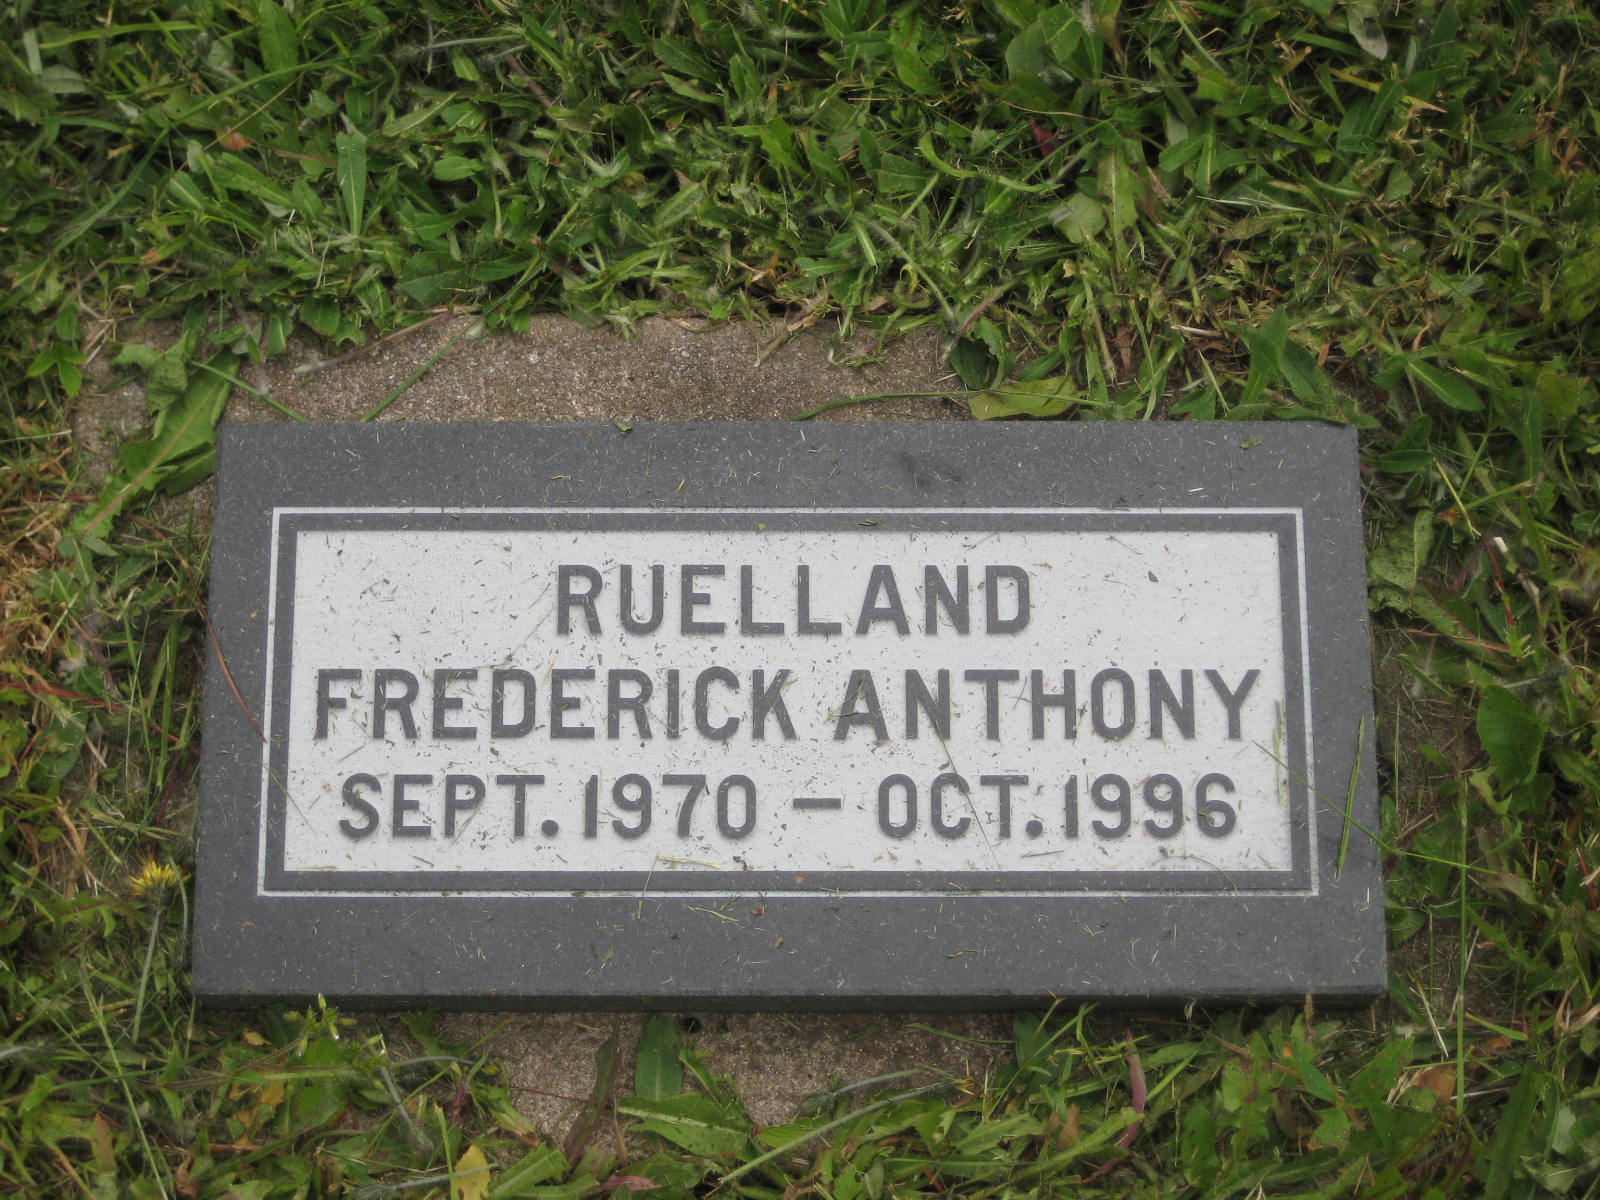 RUELLAND
FREDERICK ANTHONY
SEPT. 1970 – OCT. 1996